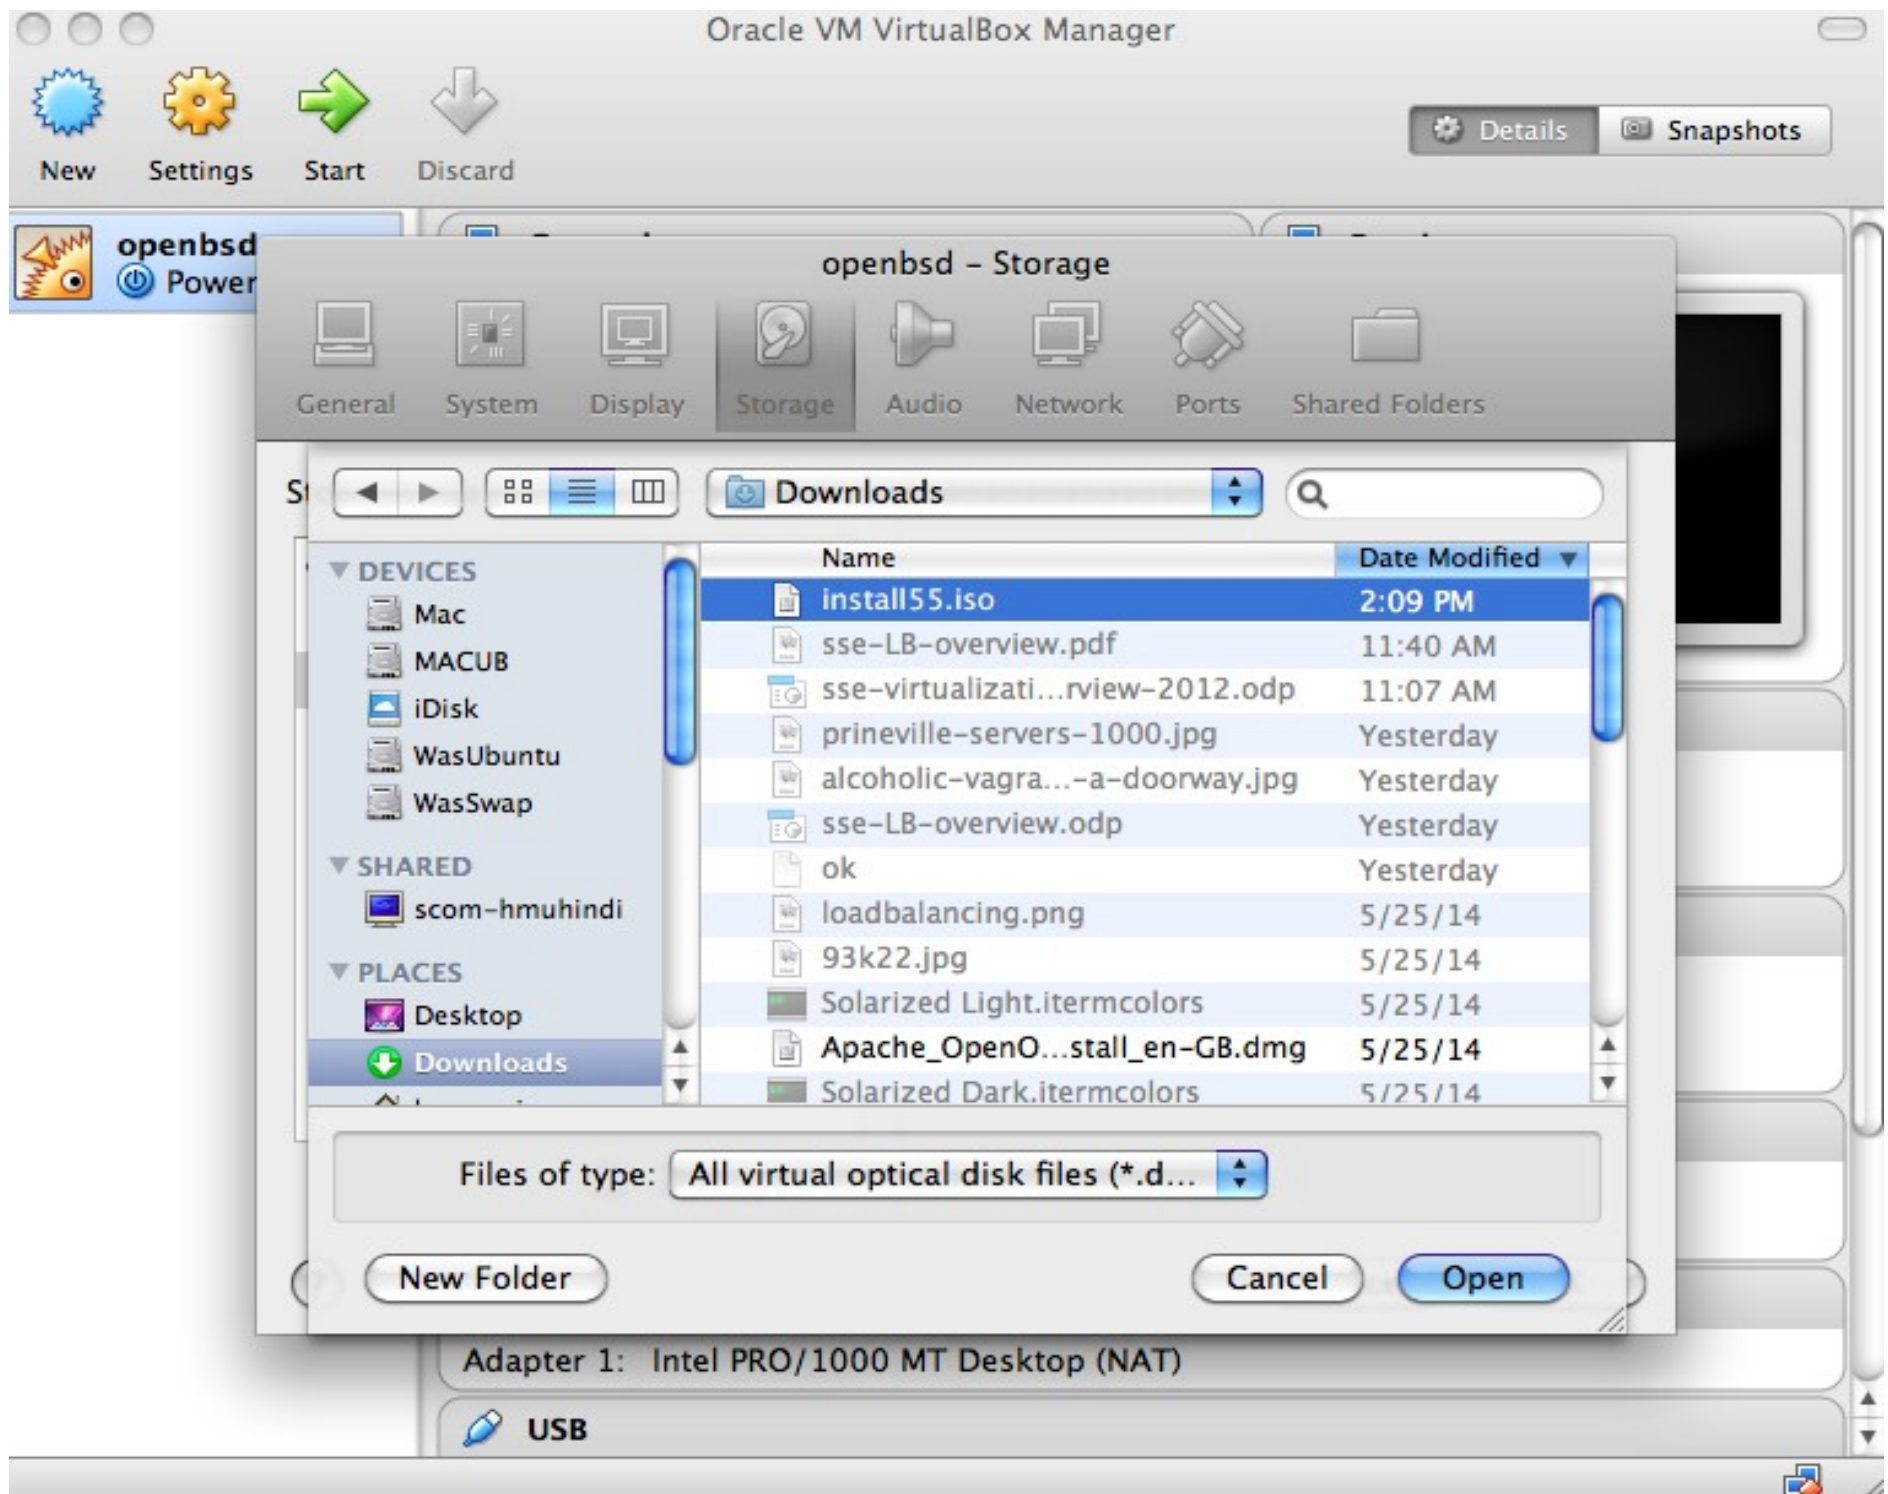 Oracle VM VirtualBox Manager
New Settings Start Discard
Details Snapshots
openbsd
Power
openbsd – Storage
General System Display Storage Audio Network Ports Shared Folders
St
Downloads
DEVICES
Mac
MACUB
iDisk
WasUbuntu
WasSwap
SHARED
scom-hmuhindi
PLACES
Desktop
Downloads
Name Date Modified
install55.iso 2:09 PM
sse-LB-overview.pdf 11:40 AM
sse-virtualizati...rview-2012.odp 11:07 AM
prineville-servers-1000.jpg Yesterday
alcoholic-vagra...-a-doorway.jpg Yesterday
sse-LB-overview.odp Yesterday
ok Yesterday
loadbalancing.png 5/25/14
93k22.jpg 5/25/14
Solarized Light.itermcolors 5/25/14
Apache_OpenO...stall_en-GB.dmg 5/25/14
Solarized Dark.itermcolors 5/25/14
Files of type: All virtual optical disk files (*.d...
New Folder Cancel Open
Adapter 1: Intel PRO/1000 MT Desktop (NAT)
USB